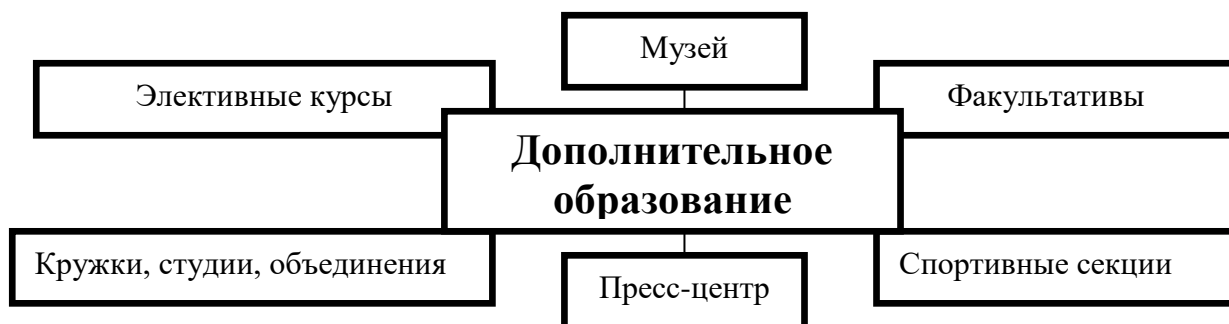 Музей
Элективные курсы
Факультативы
Дополнительное
образование
Кружки, студии, объединения
Спортивные секции
Пресс-центр